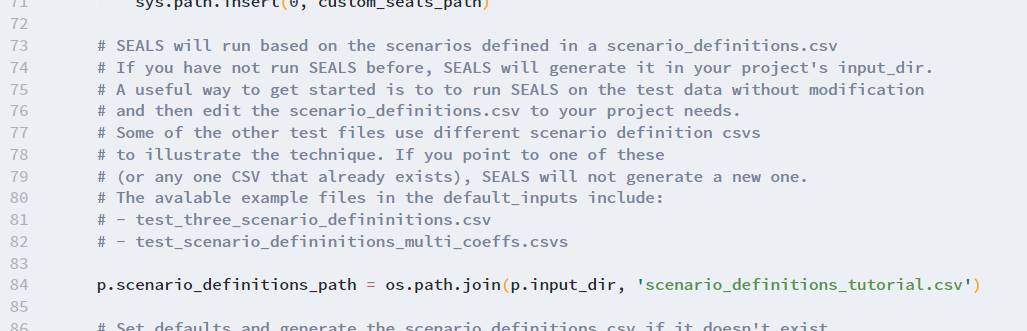 71 sys.path.insert(0, custom_seals_path)
72
73 # SEALS will run based on the scenarios defined in a scenario_definitions.csv
74 # If you have not run SEALS before, SEALS will generate it in your project's input_dir.
75 # A useful way to get started is to to run SEALS on the test data without modification
76 # and then edit the scenario_definitions.csv to your project needs.
77 # Some of the other test files use different scenario definition csvs
78 # to illustrate the technique. If you point to one of these
79 # (or any one CSV that already exists), SEALS will not generate a new one.
80 # The avalable example files in the default_inputs include:
81 # - test_three_scenario_defininitions.csv
82 # - test_scenario_defininitions_multi_coeffs.csvs
83
84 p.scenario_definitions_path = os.path.join(p.input_dir, 'scenario_definitions_tutorial.csv')
85
86 # Set defaults and generate the scenario_definitions.csv if it doesn't exist